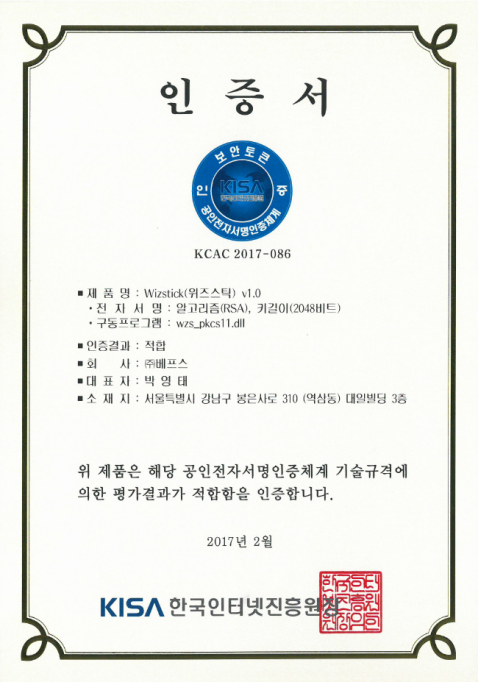 인 증 서
보안토큰
인 증
KISA
한국인터넷진흥원
공인전자서명인증체계
KCAC 2017-086
■ 제 품 명 : Wizstick(위즈스틱) v1.0
• 전 자 서 명 : 알고리즘(RSA), 키길이(2048비트)
• 구동프로그램 : wzs_pkcs11.dll
■ 인증결과 : 적합
■ 회 사 : ㈜베프스
■ 대 표 자 : 박 영 태
■ 소 재 지 : 서울특별시 강남구 봉은사로 310 (역삼동) 대일빌딩 3층
위 제품은 해당 공인전자서명인증체계 기술규격에
의한 평가결과가 적합함을 인증합니다.
2017년 2월
KISA 한국인터넷진흥원장